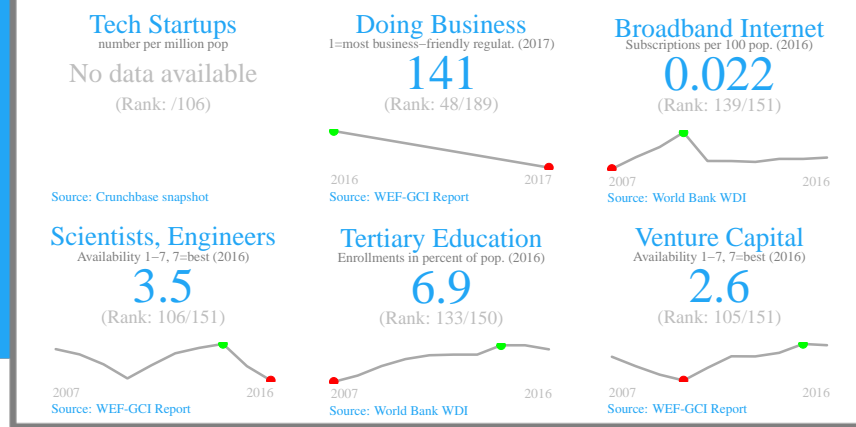 Tech Startups
number per million pop
No data available
(Rank: /106)
Source: Crunchbase snapshot
Doing Business
1=most business−friendly regulat. (2017)
141
(Rank: 48/189)
2016 2017
Source: WEF-GCI Report
Broadband Internet
Subscriptions per 100 pop. (2016)
0.022
(Rank: 139/151)
2007 2016
Source: World Bank WDI
Scientists, Engineers
Availability 1−7, 7=best (2016)
3.5
(Rank: 106/151)
2007 2016
Source: WEF-GCI Report
Tertiary Education
Enrollments in percent of pop. (2016)
6.9
(Rank: 133/150)
2007 2016
Source: World Bank WDI
Venture Capital
Availability 1−7, 7=best (2016)
2.6
(Rank: 105/151)
2007 2016
Source: WEF-GCI Report